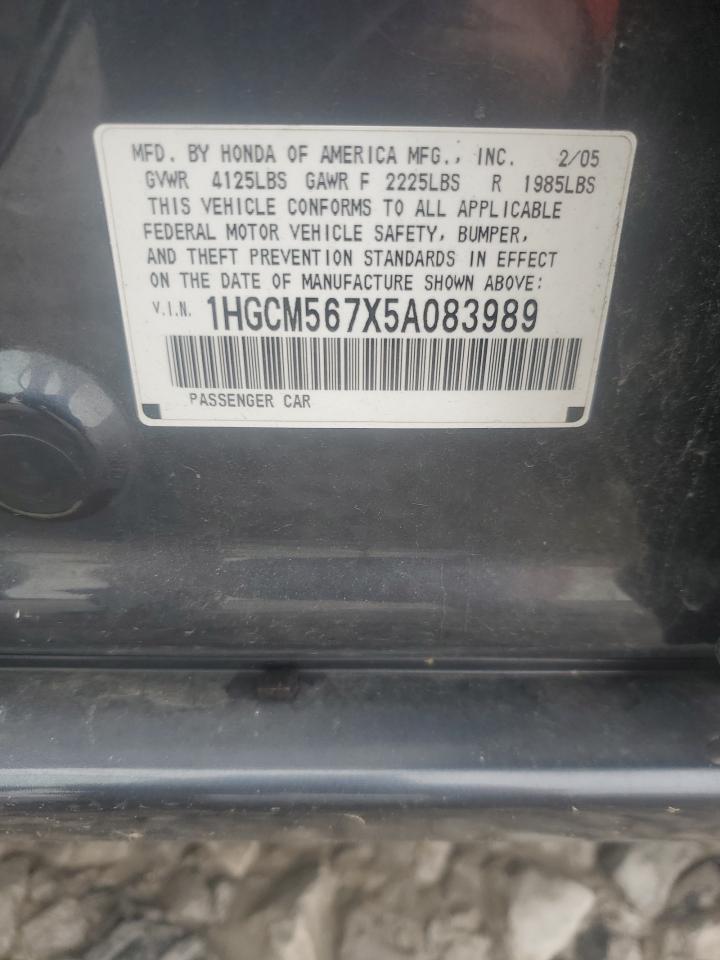 MFD. BY HONDA OF AMERICA MFG., INC. 2/05
GVWR 4125LBS GAWR F 2225LBS R 1985LBS
THIS VEHICLE CONFORMS TO ALL APPLICABLE
FEDERAL MOTOR VEHICLE SAFETY, BUMPER,
AND THEFT PREVENTION STANDARDS IN EFFECT
ON THE DATE OF MANUFACTURE SHOWN ABOVE:
V.I.N. 1HGCM567X5A083989
PASSENGER CAR